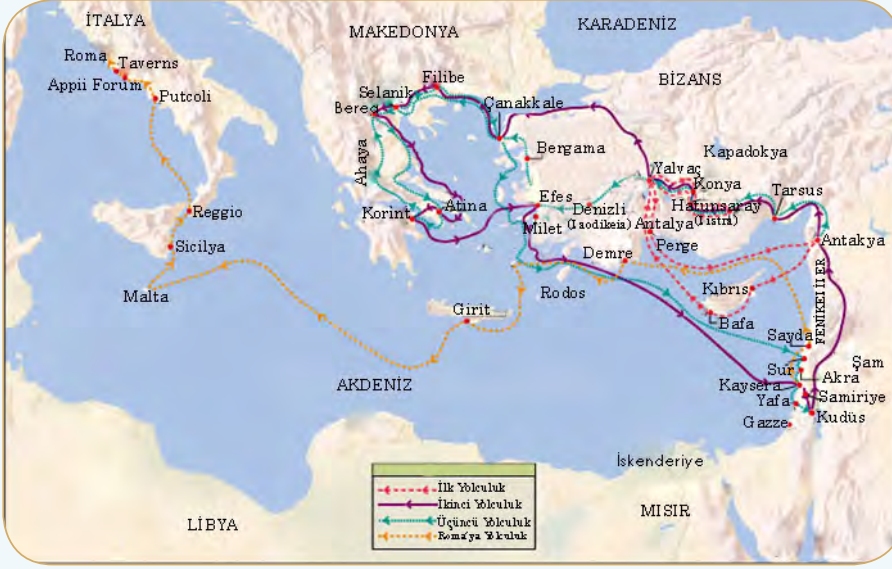 İTALYA
MAKEDONYA
KARADENİZ
BİZANS
Roma
Taverns
Appii Forum
Putcoli
Filibe
Selanik
Berea
Çanakkale
Bergama
Ahaya
Yalvaç
Kapadokya
Konya
Hatunsaray
(Listri)
Tarsus
Reggio
Sicilya
Malta
Korint
Atina
Efes
Milet
Denizli
(Laodikeia)
Antalya
Perge
Demre
Antakya
Kıbrıs
Bafa
Rodos
Girit
FENİKELİLER
AKDENİZ
Sayda
Şam
Sur
Akra
Kaysera
Samiriye
Yafa
Kudüs
Gazze
İskenderiye
LİBYA
MISIR
İlk Yolculuk
İkinci Yolculuk
Üçüncü Yolculuk
Roma'ya Yolculuk